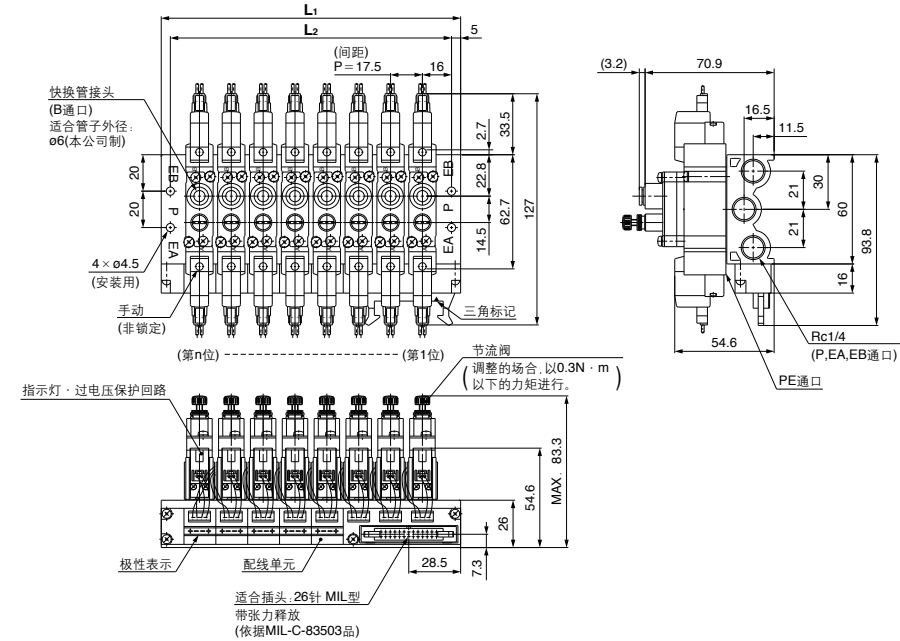 L1
L2
5
(间距)
P＝17.5
16
快换管接头
(B通口)
适合管子外径:
ø6(本公司制)
20
20
EB
P
EA
EB
P
EA
2.7
33.5
22.8
14.5
62.7
127
4×ø4.5
(安装用)
手动
(非锁定)
三角标记
(第n位)
(第1位)
(3.2)
70.9
16.5
11.5
21
21
30
60
16
93.8
54.6
Rc1/4
(P,EA,EB通口)
PE通口
节流阀
(调整的场合,以0.3N·m
以下的力矩进行。)
指示灯·过电压保护回路
极性表示
配线单元
28.5
7.3
26
54.6
MAX. 83.3
适合插头:26针 MIL型
带张力释放
(依据MIL-C-83503品)